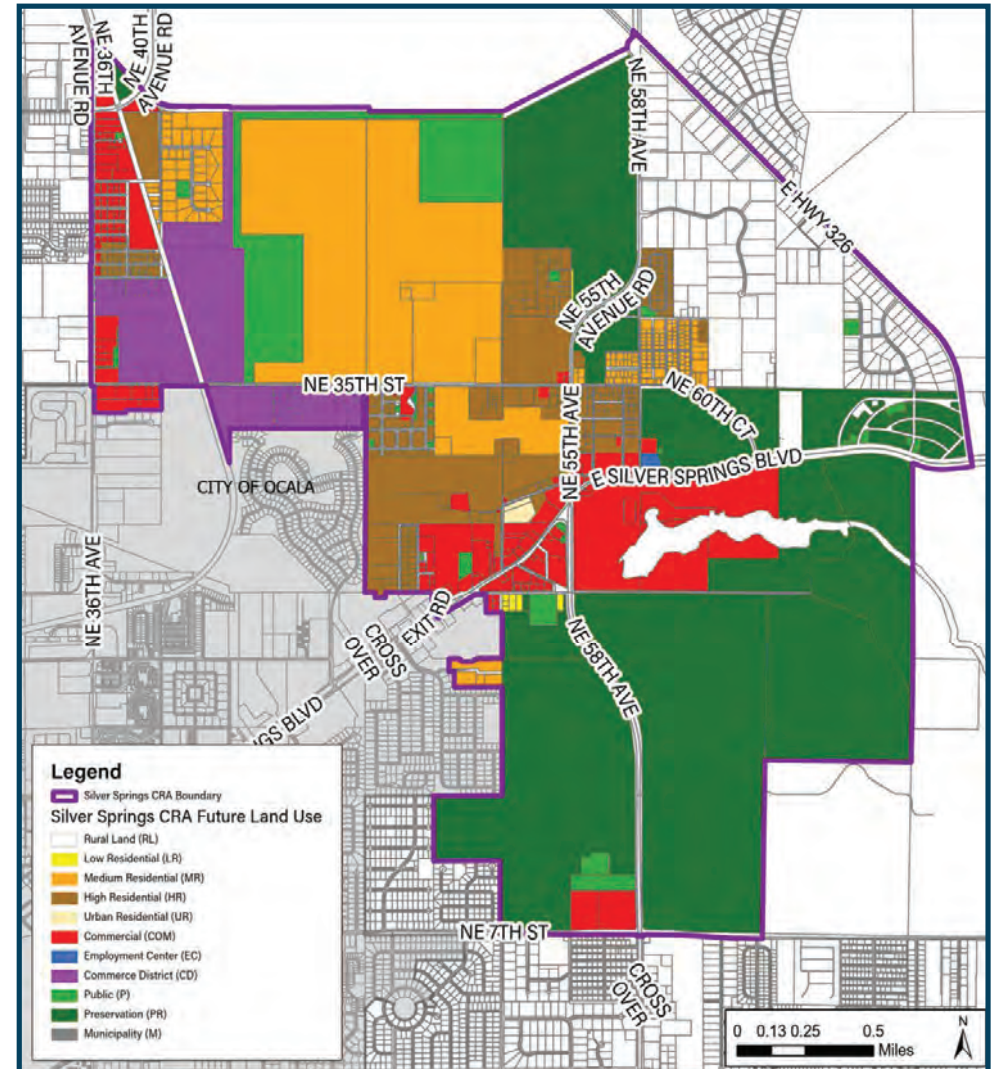 NE 36TH
AVENUE RD
NE 40TH
AVENUE RD
NE 58TH AVE
E HWY 326
NE 55TH
AVENUE RD
NE 35TH ST
NE 60TH CT
NE 55TH AVE
E SILVER SPRINGS BLVD
CITY OF OCALA
NE 36TH AVE
EXIT RD
CROSS
OVER
NE 58TH AVE
NGS BLVD
NE 7TH ST
CROSS
OVER
Legend
Silver Springs CRA Boundary
Silver Springs CRA Future Land Use
Rural Land (RL)
Low Residential (LR)
Medium Residential (MR)
High Residential (HR)
Urban Residential (UR)
Commercial (COM)
Employment Center (EC)
Commerce District (CD)
Public (P)
Preservation (PR)
Municipality (M)
0 0.13 0.25 0.5
Miles
N